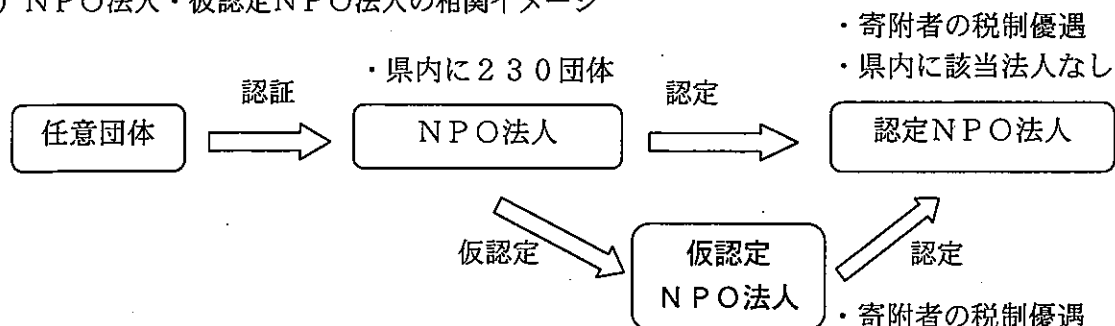 ）ＮＰＯ法人・仮認定ＮＰＯ法人の相関イメージ
・寄附者の税制優遇
・県内に２３０団体
・県内に該当法人なし
認証
認定
任意団体
ＮＰＯ法人
認定ＮＰＯ法人
仮認定
仮認定
ＮＰＯ法人
認定
・寄附者の税制優遇